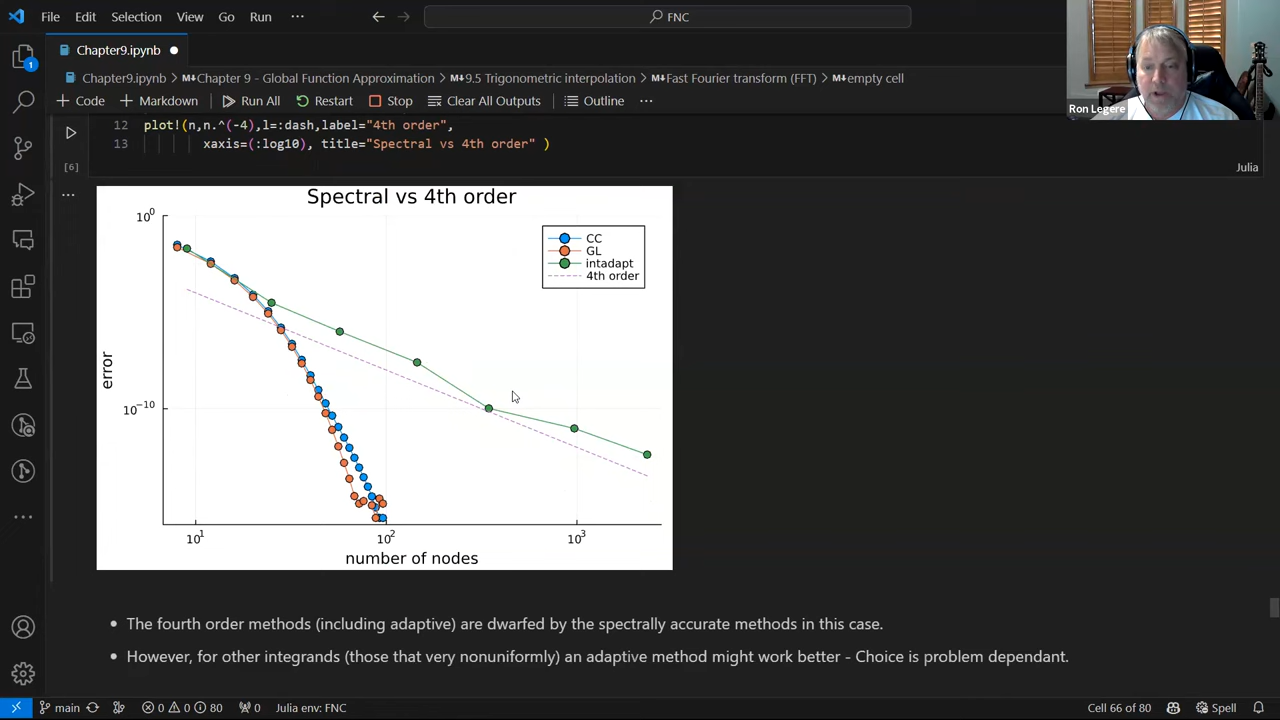 File Edit Selection View Go Run ···
FNC
Chapter9.ipynb
Chapter9.ipynb > M↓Chapter 9 - Global Function Approximation > M↓9.5 Trigonometric interpolation > M↓Fast Fourier transform (FFT) > M↓empty cell
+ Code + Markdown Run All Restart Stop Clear All Outputs Outline ···
Ron Legere
12 plot!(n,n.^(-4),l=:dash,label="4th order",
13 xaxis=(:log10), title="Spectral vs 4th order" )
[6]
Julia
Spectral vs 4th order
10^0
CC
GL
intadapt
4th order
error
10^-10
10^1 10^2 10^3
number of nodes
• The fourth order methods (including adaptive) are dwarfed by the spectrally accurate methods in this case.
• However, for other integrands (those that very nonuniformly) an adaptive method might work better - Choice is problem dependant.
1
main 0 0 80 0 Julia env: FNC Cell 66 of 80 Spell